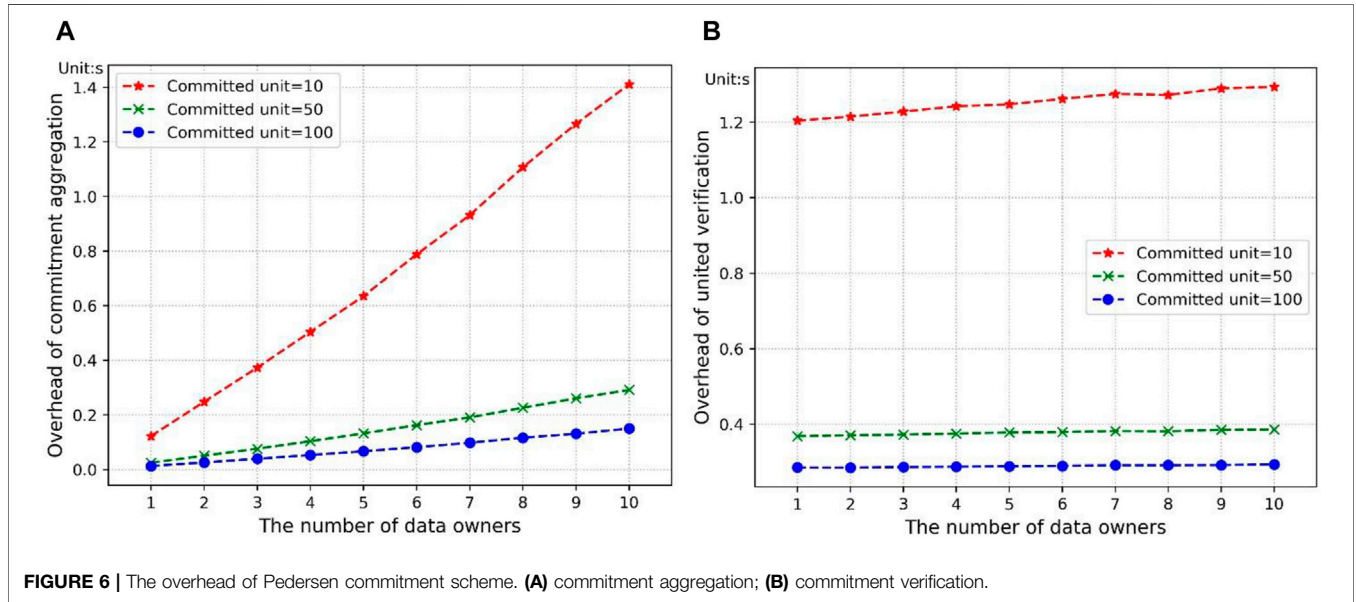 A
Unit:s
1.4
1.2
1.0
0.8
0.6
0.4
0.2
0.0
Overhead of commitment aggregation
Committed unit=10
Committed unit=50
Committed unit=100
1 2 3 4 5 6 7 8 9 10
The number of data owners
B
Unit:s
1.2
1.0
0.8
0.6
0.4
Overhead of united verification
Committed unit=10
Committed unit=50
Committed unit=100
1 2 3 4 5 6 7 8 9 10
The number of data owners
FIGURE 6 | The overhead of Pedersen commitment scheme. (A) commitment aggregation; (B) commitment verification.